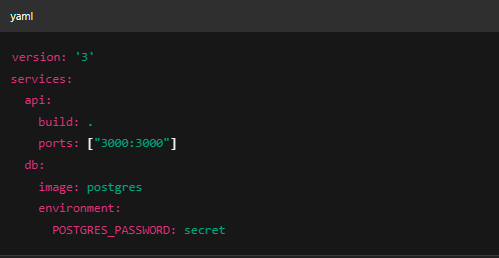 yaml
version: '3'
services:
  api:
    build: .
    ports: ["3000:3000"]
  db:
    image: postgres
    environment:
      POSTGRES_PASSWORD: secret